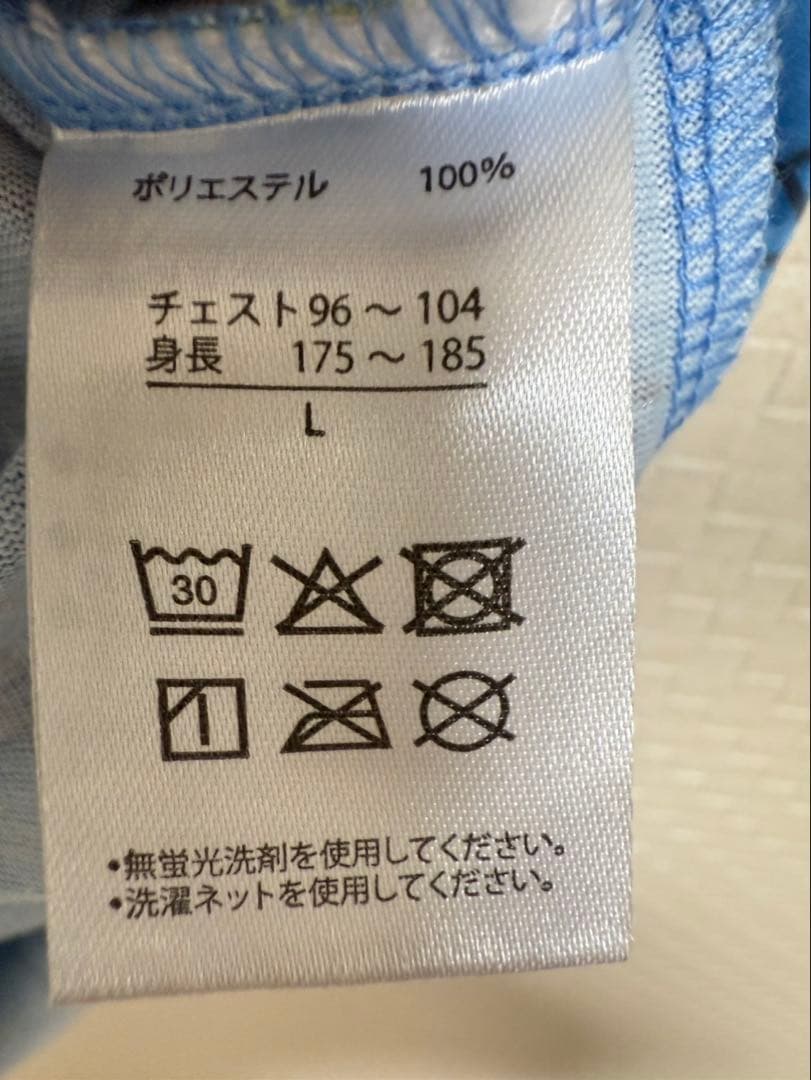 ポリエステル 100%
チェスト 96 〜 104
身長 175 〜 185
L
30
・無蛍光洗剤を使用してください。
・洗濯ネットを使用してください。